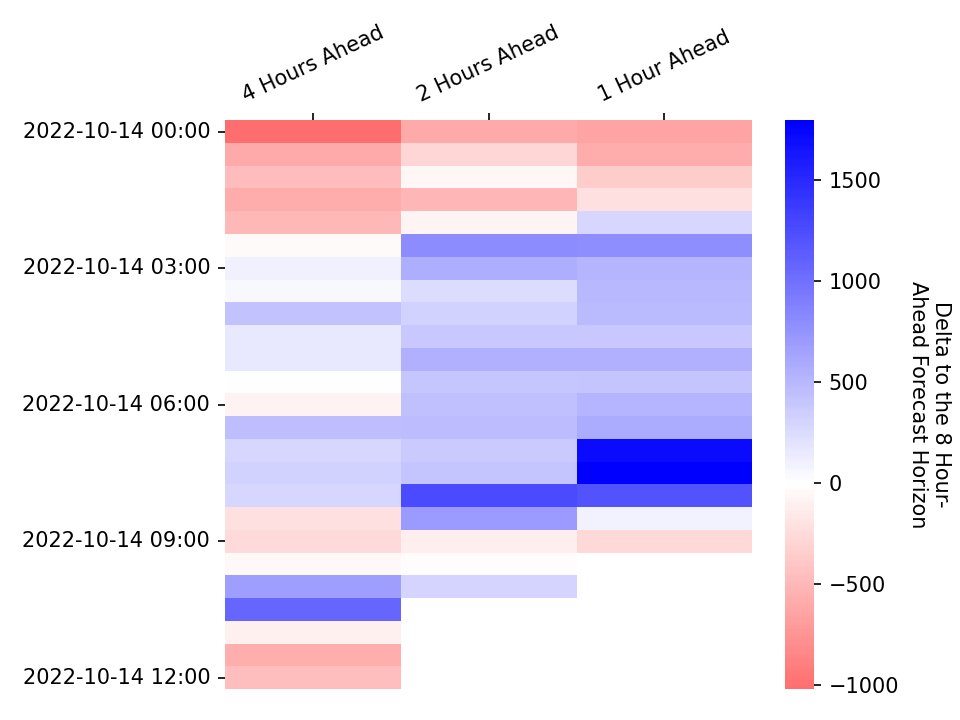 4 Hours Ahead
2 Hours Ahead
1 Hour Ahead
2022-10-14 00:00
2022-10-14 03:00
2022-10-14 06:00
2022-10-14 09:00
2022-10-14 12:00
1500
1000
500
0
−500
−1000
Delta to the 8 Hour-
Ahead Forecast Horizon